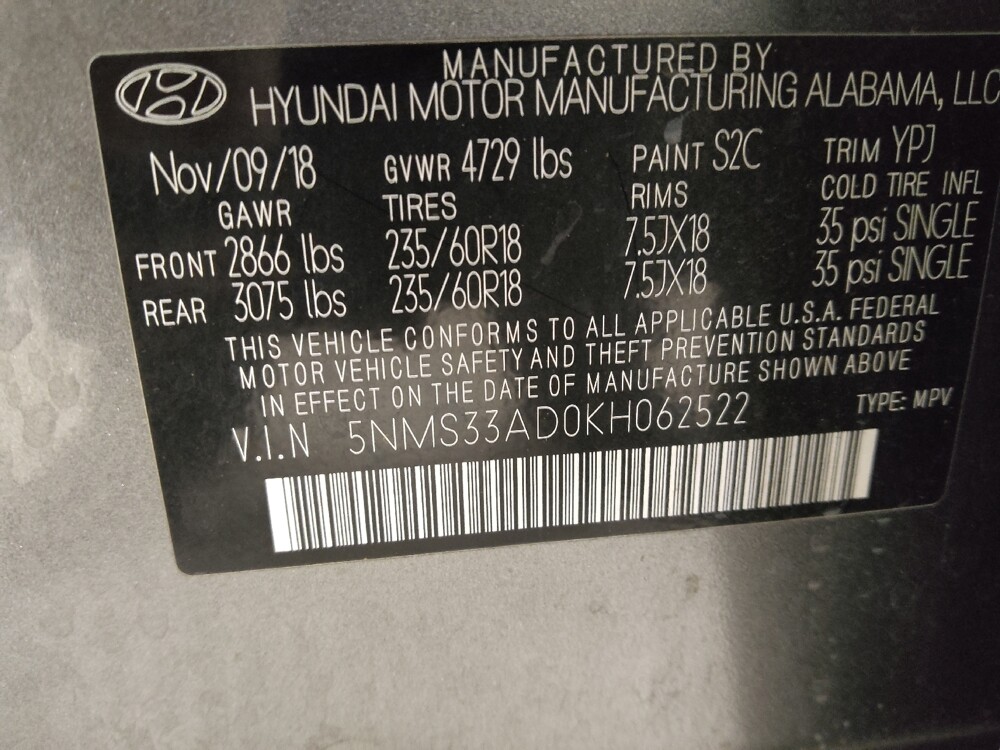 MANUFACTURED BY
HYUNDAI MOTOR MANUFACTURING ALABAMA, LLC
Nov/09/18 GVWR 4729 lbs PAINT S2C TRIM YPJ
GAWR TIRES RIMS COLD TIRE INFL
FRONT 2866 lbs 235/60R18 7.5JX18 35 psi SINGLE
REAR 3075 lbs 235/60R18 7.5JX18 35 psi SINGLE
THIS VEHICLE CONFORMS TO ALL APPLICABLE U.S.A. FEDERAL
MOTOR VEHICLE SAFETY AND THEFT PREVENTION STANDARDS
IN EFFECT ON THE DATE OF MANUFACTURE SHOWN ABOVE
V.I.N 5NMS33AD0KH062522 TYPE: MPV